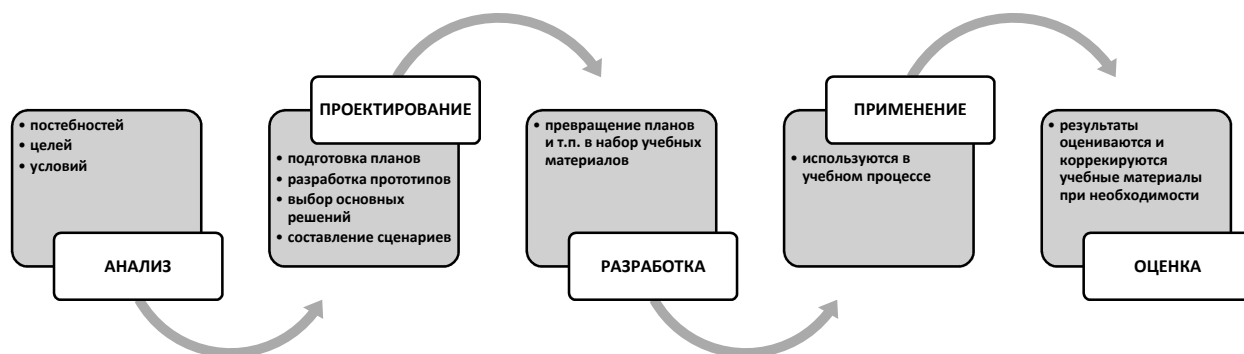 • постебностей
• целей
• условий
АНАЛИЗ
ПРОЕКТИРОВАНИЕ
• подготовка планов
• разработка прототипов
• выбор основных
решений
• составление сценариев
• превращение планов
и т.п. в набор учебных
материалов
РАЗРАБОТКА
ПРИМЕНЕНИЕ
• используются в
учебном процессе
• результаты
оцениваются и
коррекируются
учебные материалы
при необходимости
ОЦЕНКА